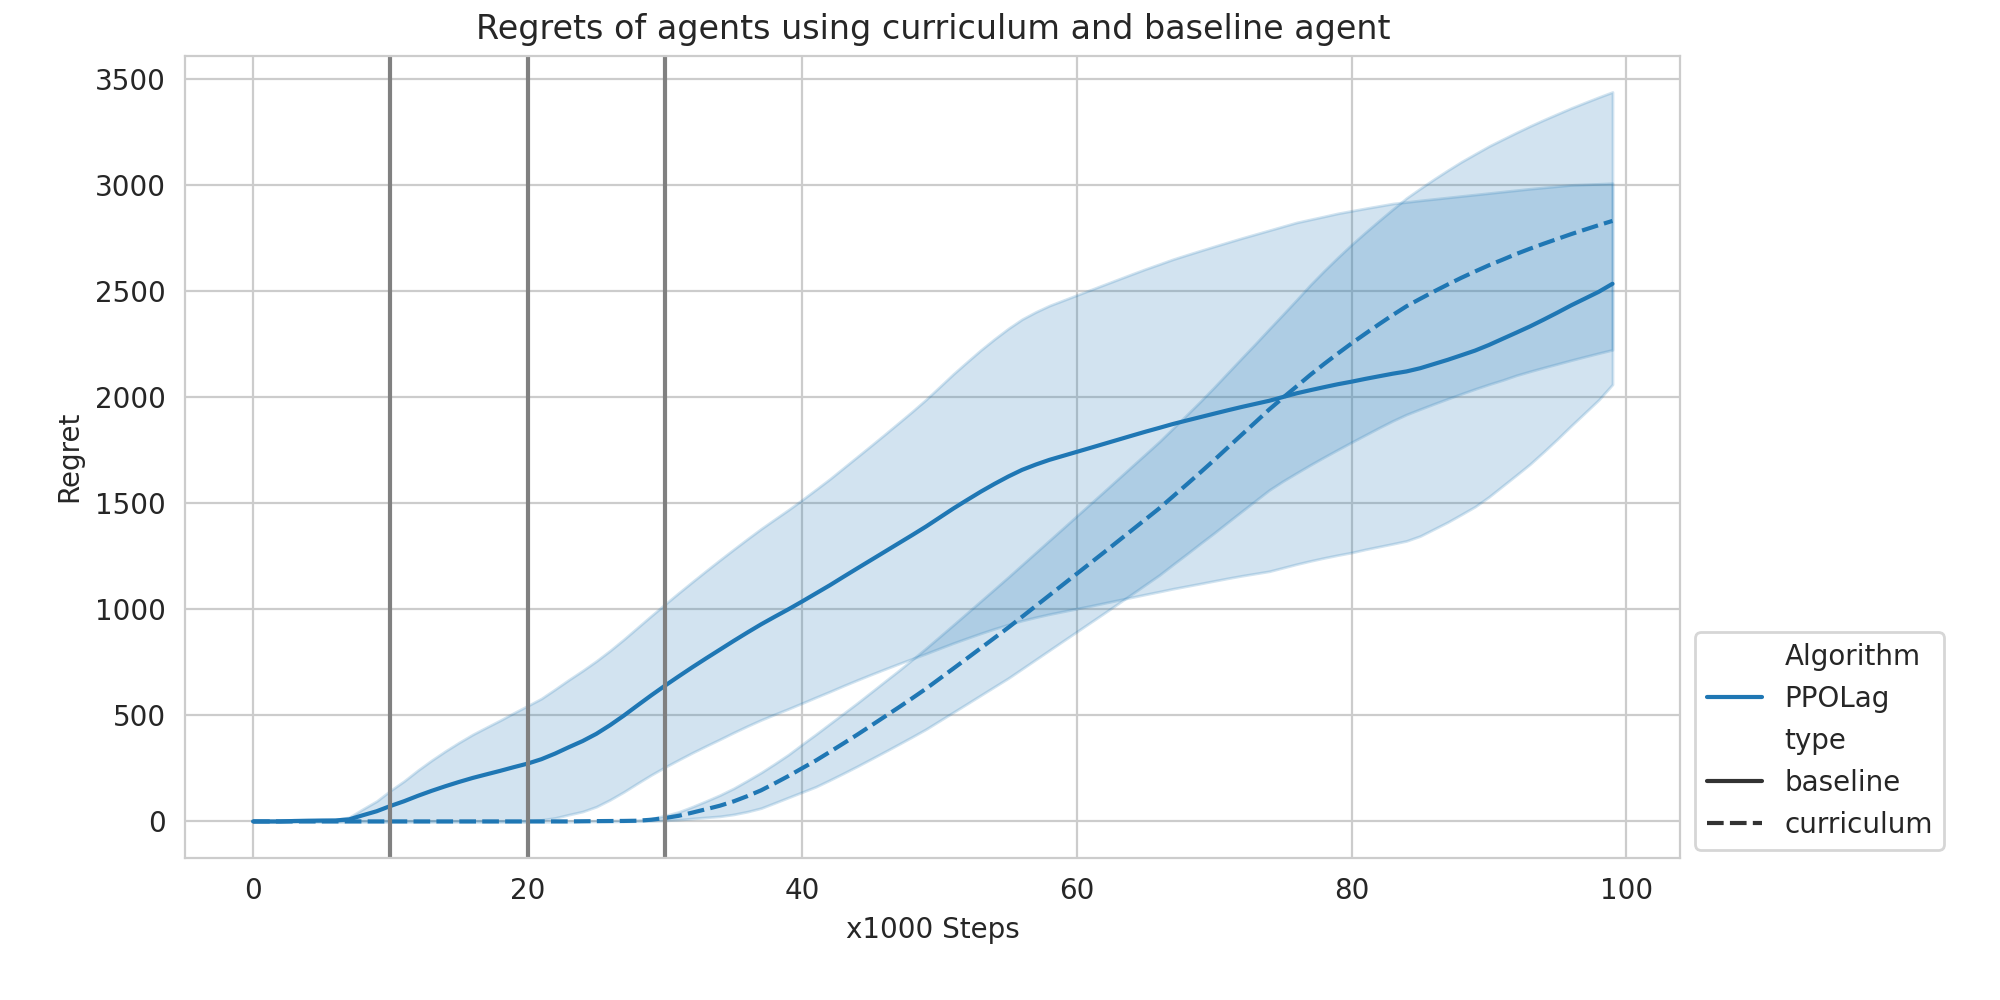 Regrets of agents using curriculum and baseline agent
3500
3000
2500
2000
1500
1000
500
0
Regret
0 20 40 60 80 100
x1000 Steps
Algorithm
PPOLag
type
baseline
curriculum